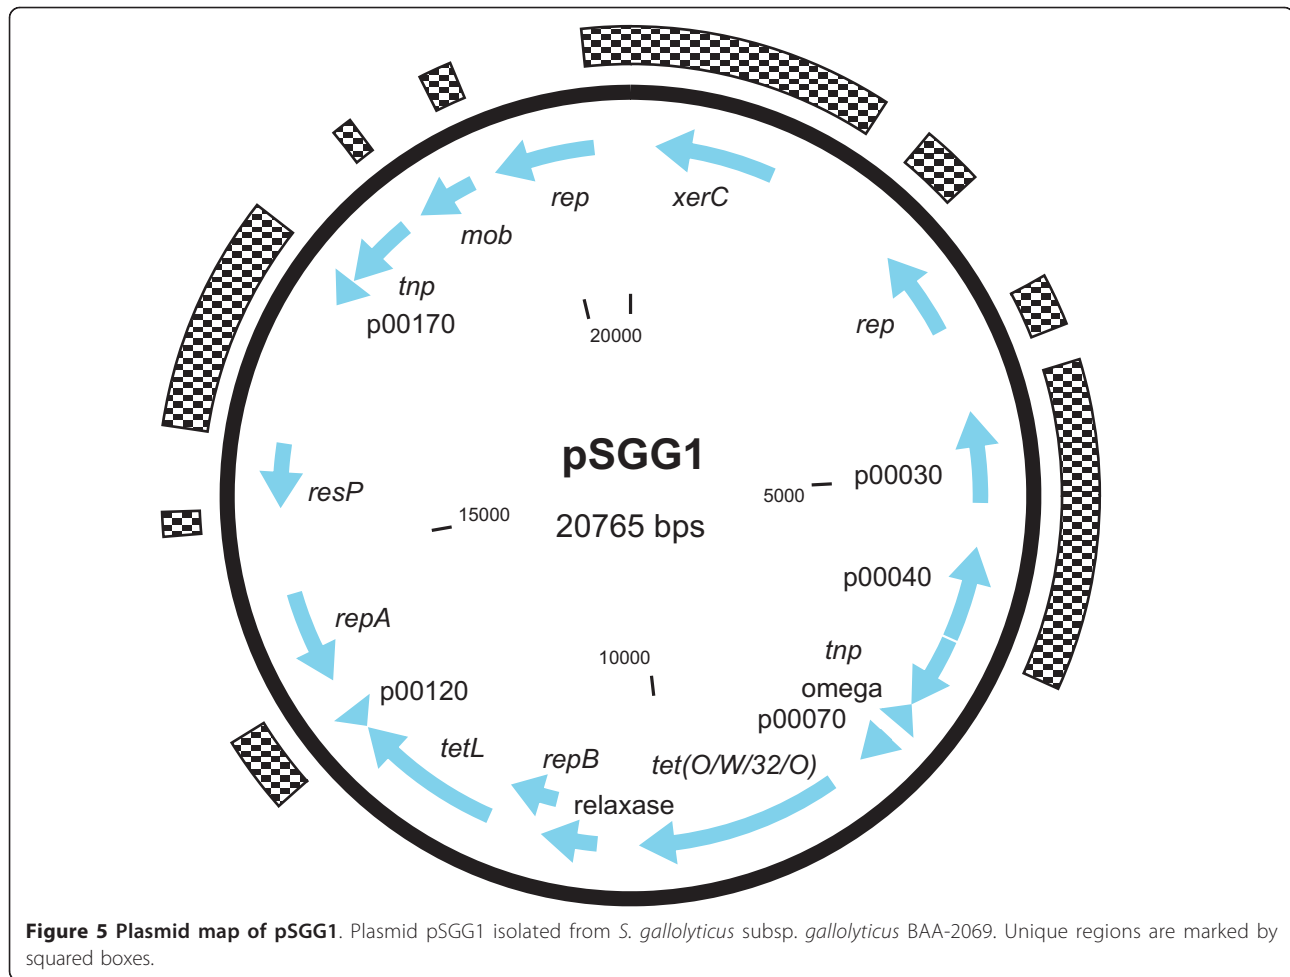 rep
xerC
mob
tnp
p00170
20000
rep
pSGG1
20765 bps
5000
p00030
resP
15000
p00040
repA
10000
tnp
omega
p00070
p00120
tetL
repB
tet(O/W/32/O)
relaxase
Figure 5 Plasmid map of pSGG1. Plasmid pSGG1 isolated from S. gallolyticus subsp. gallolyticus BAA-2069. Unique regions are marked by
squared boxes.